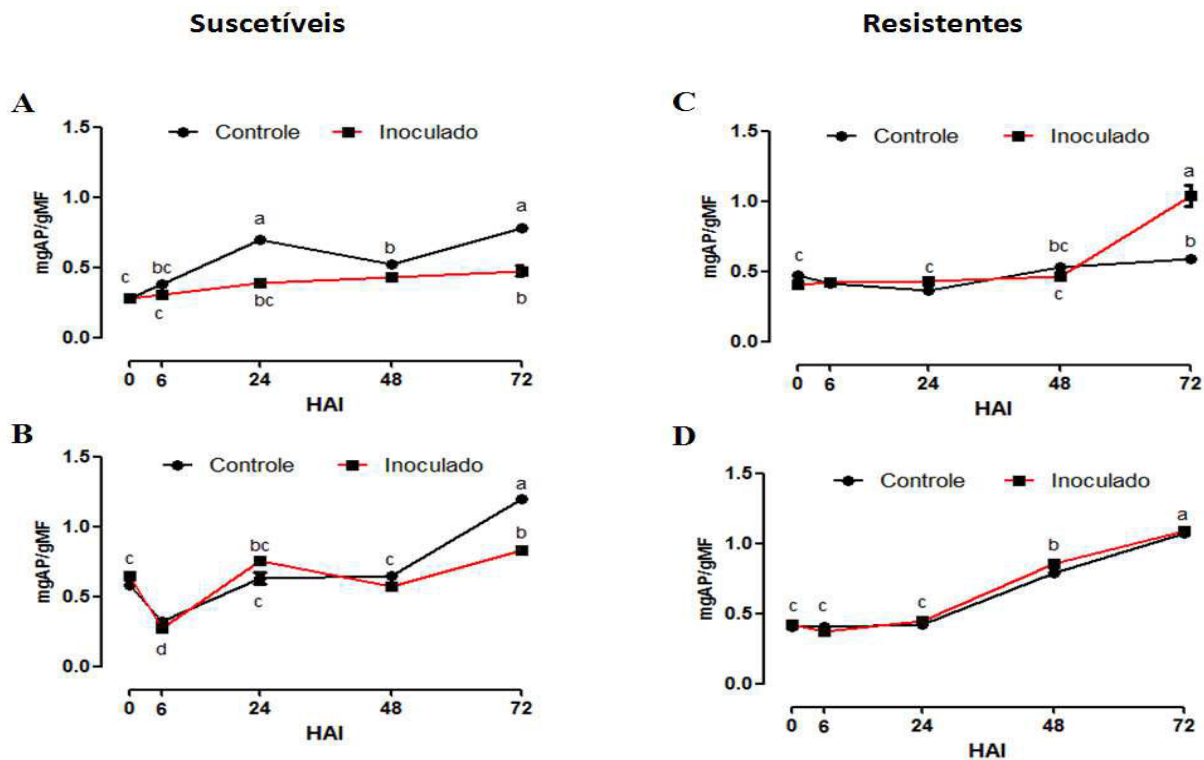 Suscetíveis
Resistentes
A
1.5
Controle
Inoculado
a
a
1.0
mgAP/gMF
b
bc
0.5
c
c
bc
b
0.0
0
6
24
48
72
HAI
B
1.5
Controle
Inoculado
a
1.0
mgAP/gMF
bc
c
b
c
0.5
c
d
0.0
0
6
24
48
72
HAI
C
1.5
Controle
Inoculado
a
1.0
mgAP/gMF
bc
b
c
c
0.5
c
0.0
0
6
24
48
72
HAI
D
1.5
Controle
Inoculado
a
1.0
mgAP/gMF
b
c
c
c
0.5
0.0
0
6
24
48
72
HAI